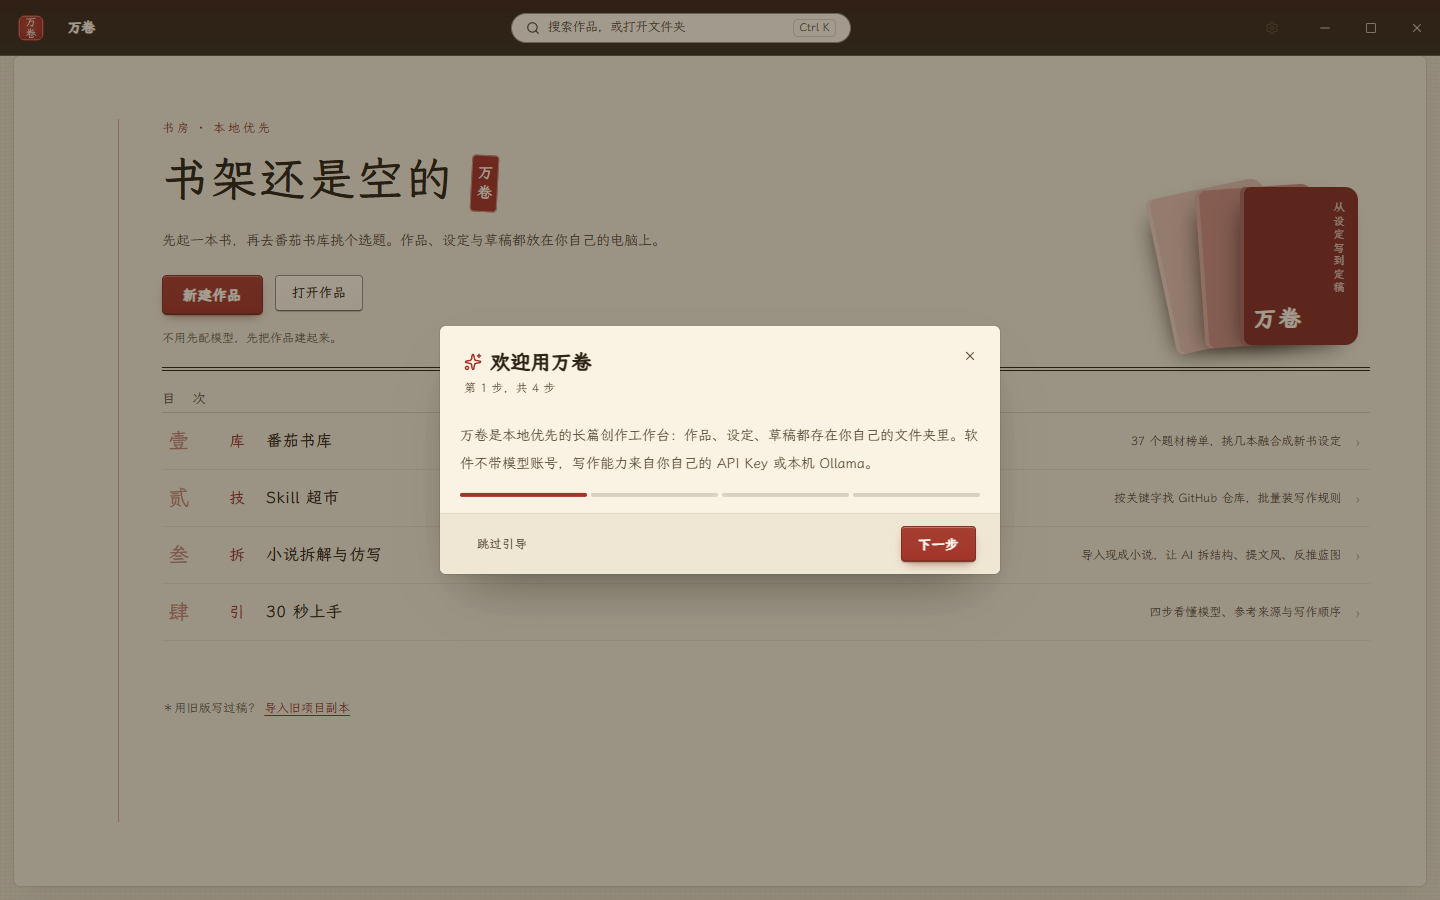 万卷
万卷
搜索作品，或打开文件夹
Ctrl K
书房 · 本地优先
书架还是空的
万卷
先起一本书，再去番茄书库挑个选题。作品、设定与草稿都放在你自己的电脑上。
新建作品
打开作品
不用先配模型，先把作品建起来。
从设定写到定稿
万卷
目 次
壹 库 番茄书库
37 个题材榜单，挑几本融合成新书设定 ›
贰 技 Skill 超市
按关键字找 GitHub 仓库，批量装写作规则 ›
叁 拆 小说拆解与仿写
导入现成小说，让 AI 拆结构、提文风、反推蓝图 ›
肆 引 30 秒上手
四步看懂模型、参考来源与写作顺序 ›
*用旧版写过稿？ 导入旧项目副本
欢迎用万卷
第 1 步，共 4 步
万卷是本地优先的长篇创作工作台：作品、设定、草稿都存在你自己的文件夹里。软
件不带模型账号，写作能力来自你自己的 API Key 或本机 Ollama。
跳过引导
下一步